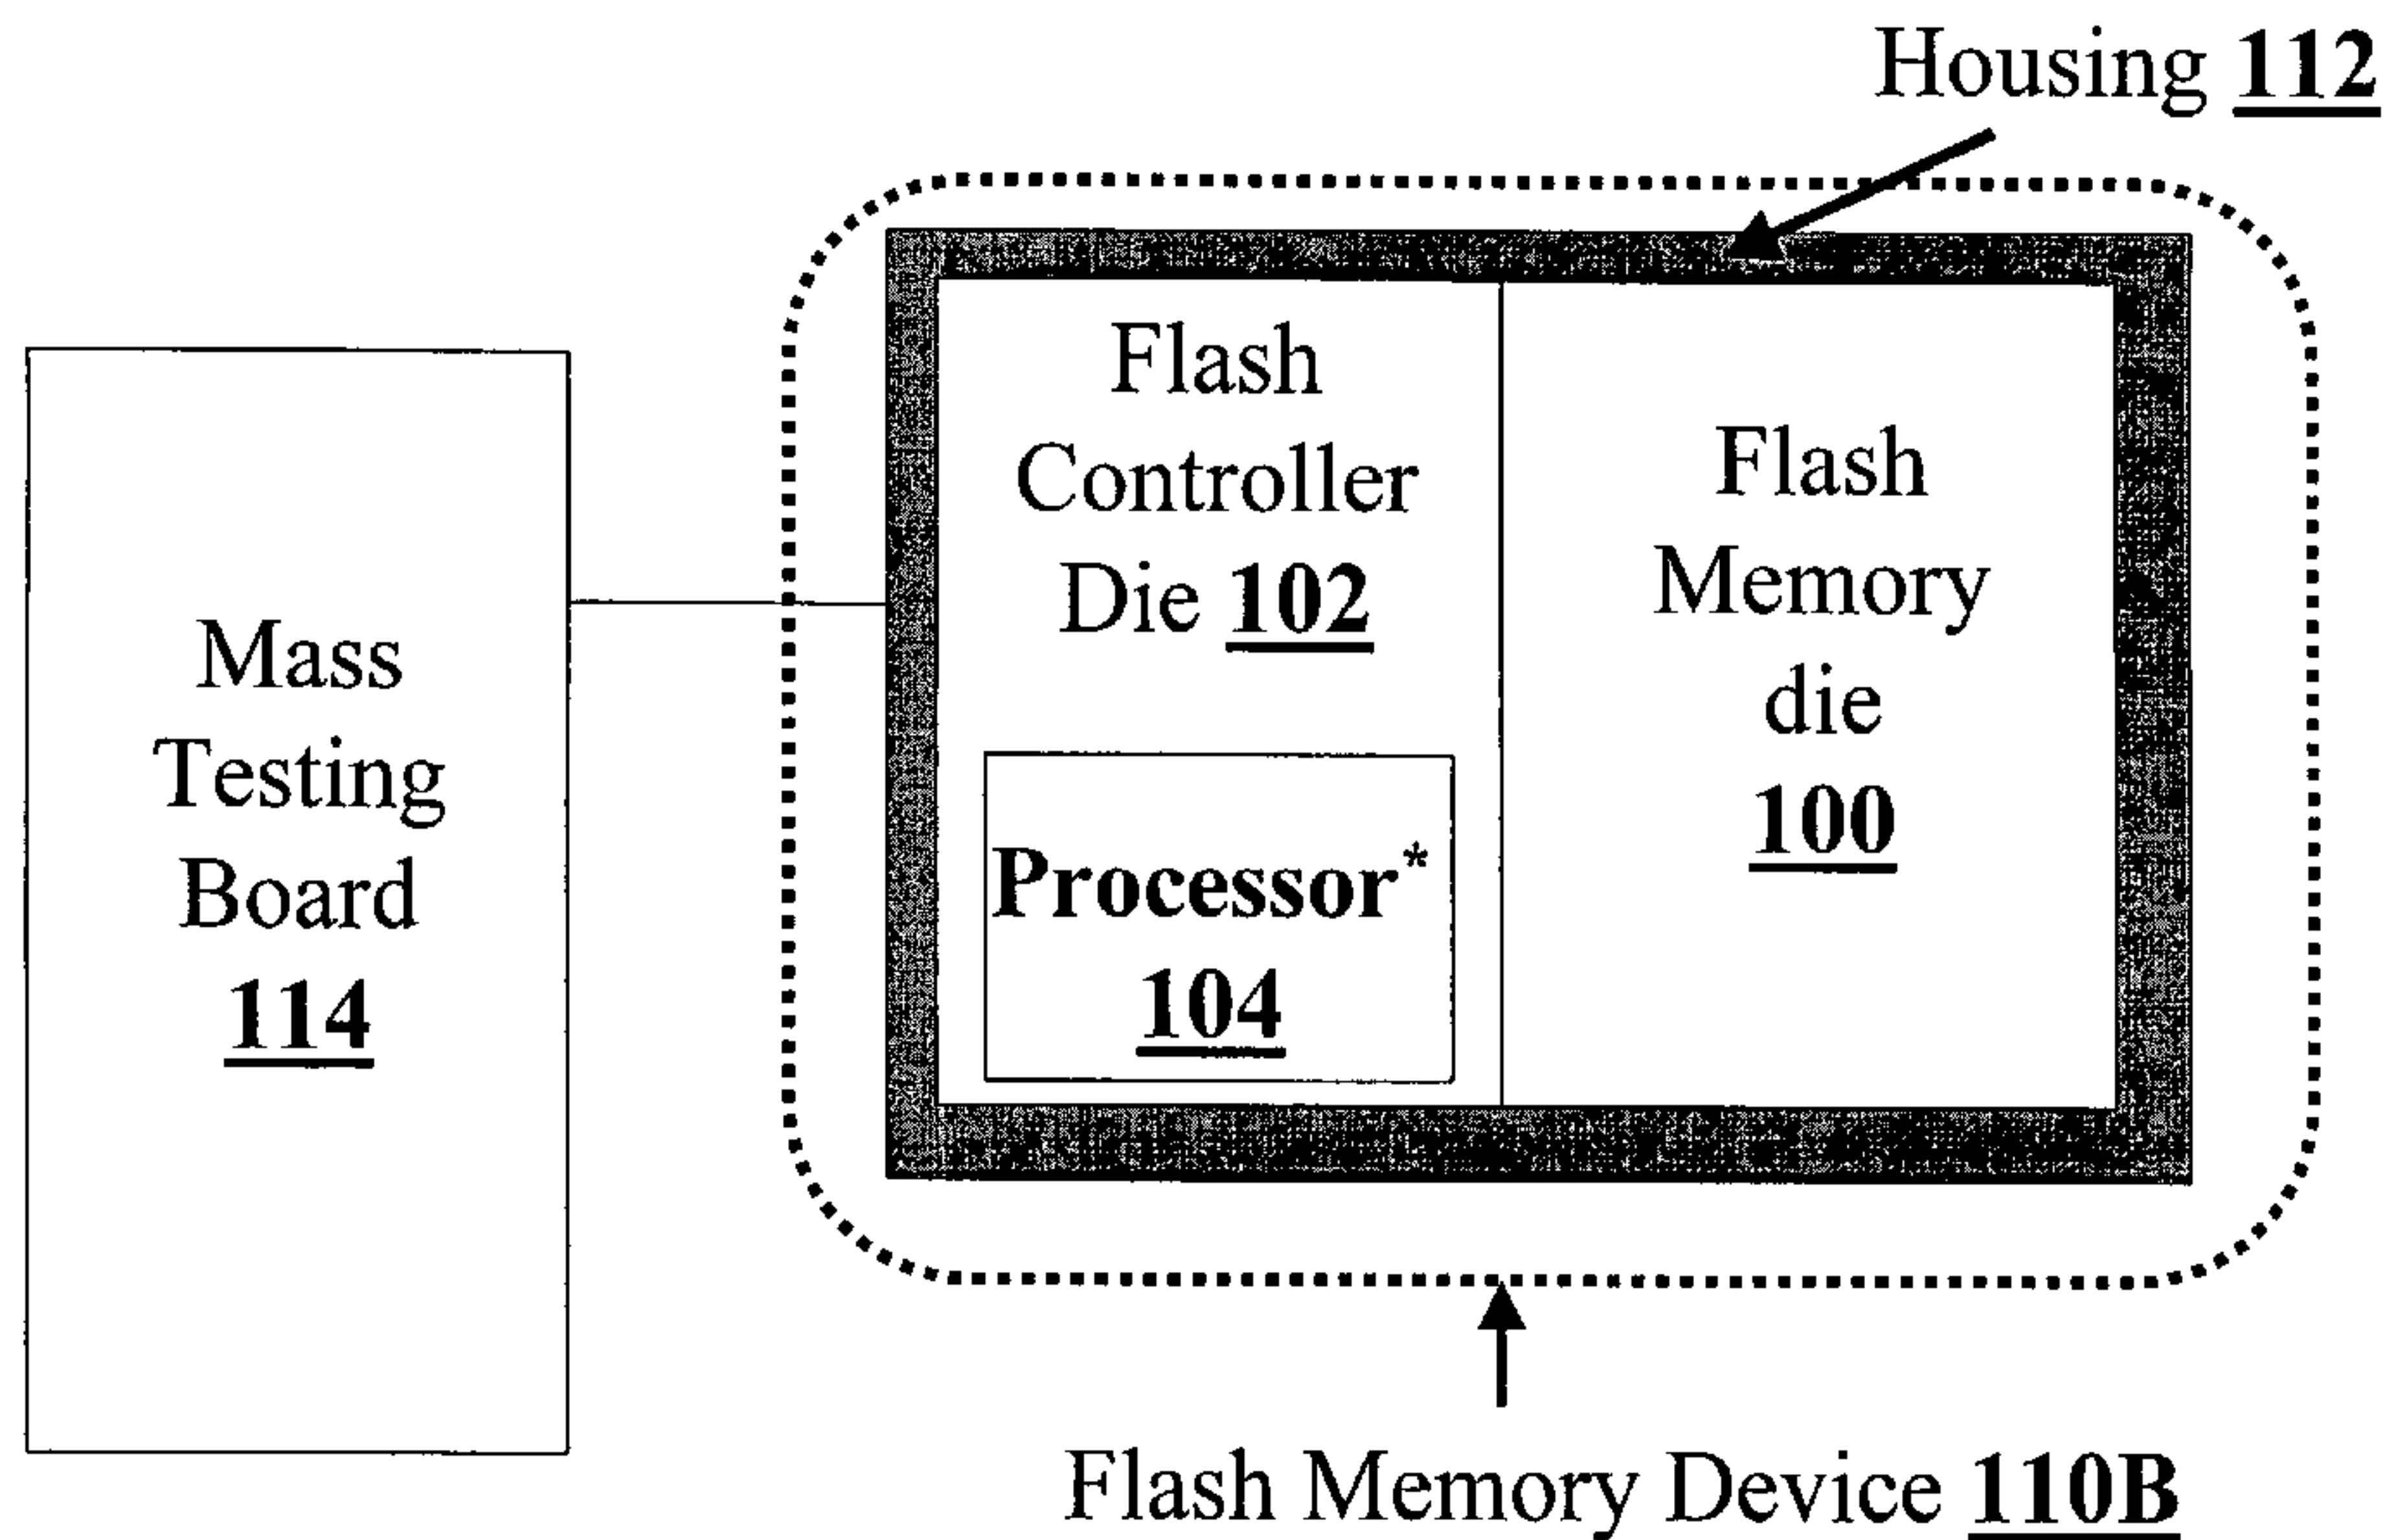 Housing 112
Flash
Controller
Die 102
Flash
Memory
die
100
Mass
Testing
Board
114
Processor*
104
Flash Memory Device 110B